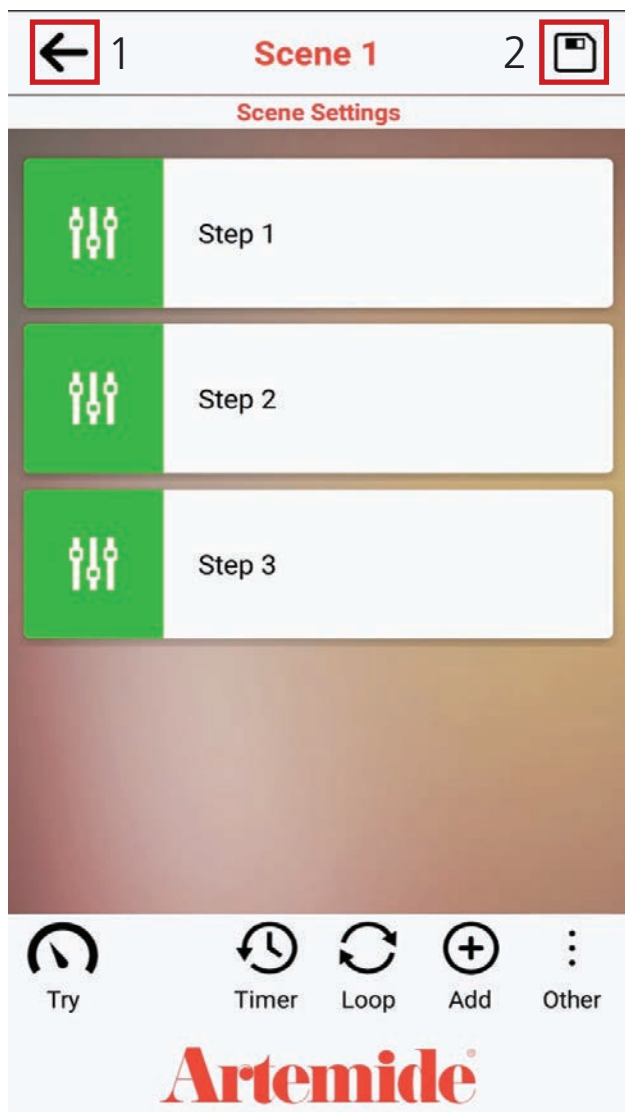 1 Scene 1 2
Scene Settings
Step 1
Step 2
Step 3
Try Timer Loop Add Other
Artemide®